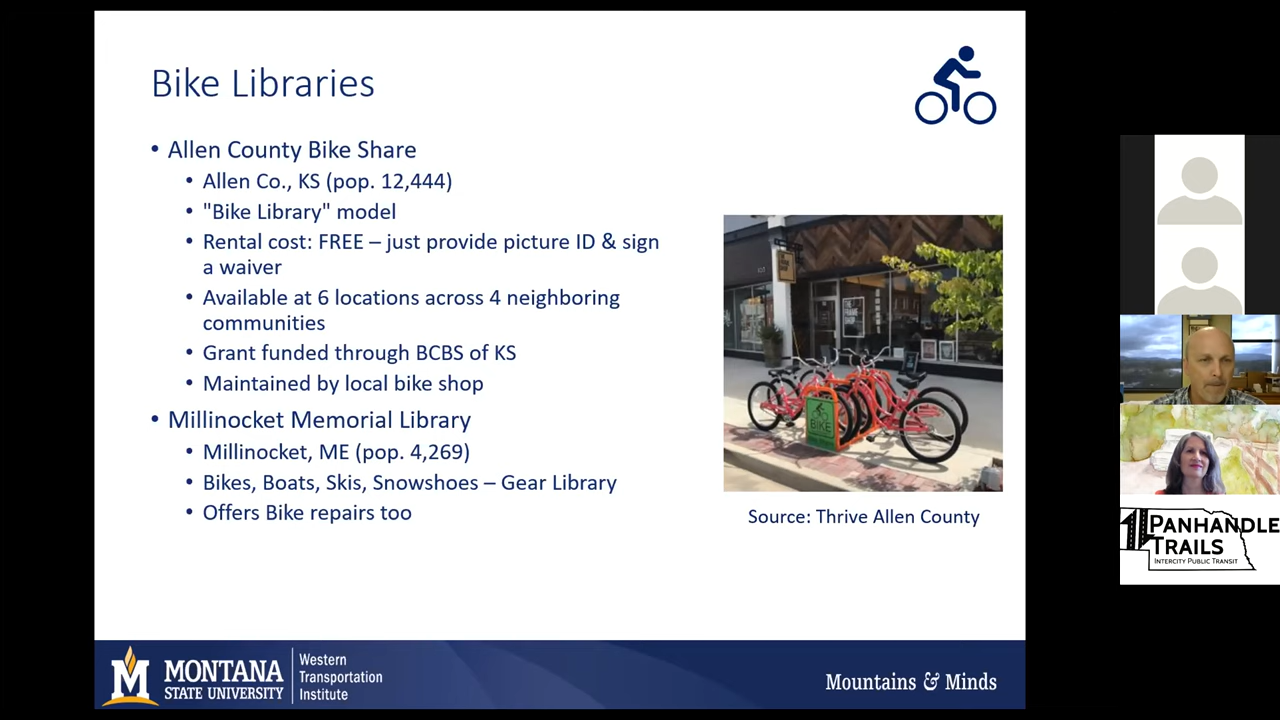 Bike Libraries
• Allen County Bike Share
• Allen Co., KS (pop. 12,444)
• "Bike Library" model
• Rental cost: FREE – just provide picture ID & sign
a waiver
• Available at 6 locations across 4 neighboring
communities
• Grant funded through BCBS of KS
• Maintained by local bike shop
• Millinocket Memorial Library
• Millinocket, ME (pop. 4,269)
• Bikes, Boats, Skis, Snowshoes – Gear Library
• Offers Bike repairs too
THE
FRAME
SHOP
BIKE
Source: Thrive Allen County
PANHANDLE
TRAILS
INTERCITY PUBLIC TRANSIT
M MONTANA
STATE UNIVERSITY
Western
Transportation
Institute
Mountains & Minds